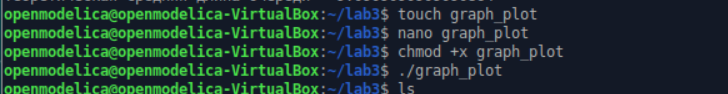 openmodelica@openmodelica-VirtualBox:~/lab3$ touch graph_plot
openmodelica@openmodelica-VirtualBox:~/lab3$ nano graph_plot
openmodelica@openmodelica-VirtualBox:~/lab3$ chmod +x graph_plot
openmodelica@openmodelica-VirtualBox:~/lab3$ ./graph_plot
openmodelica@openmodelica-VirtualBox:~/lab3$ ls